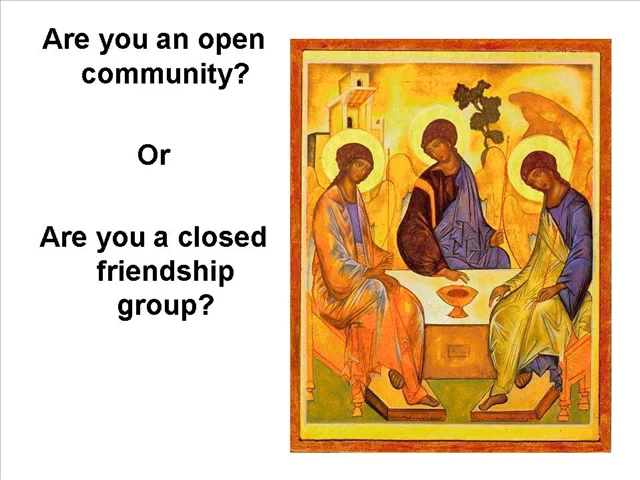 Are you an open
community?
Or
Are you a closed
friendship
group?